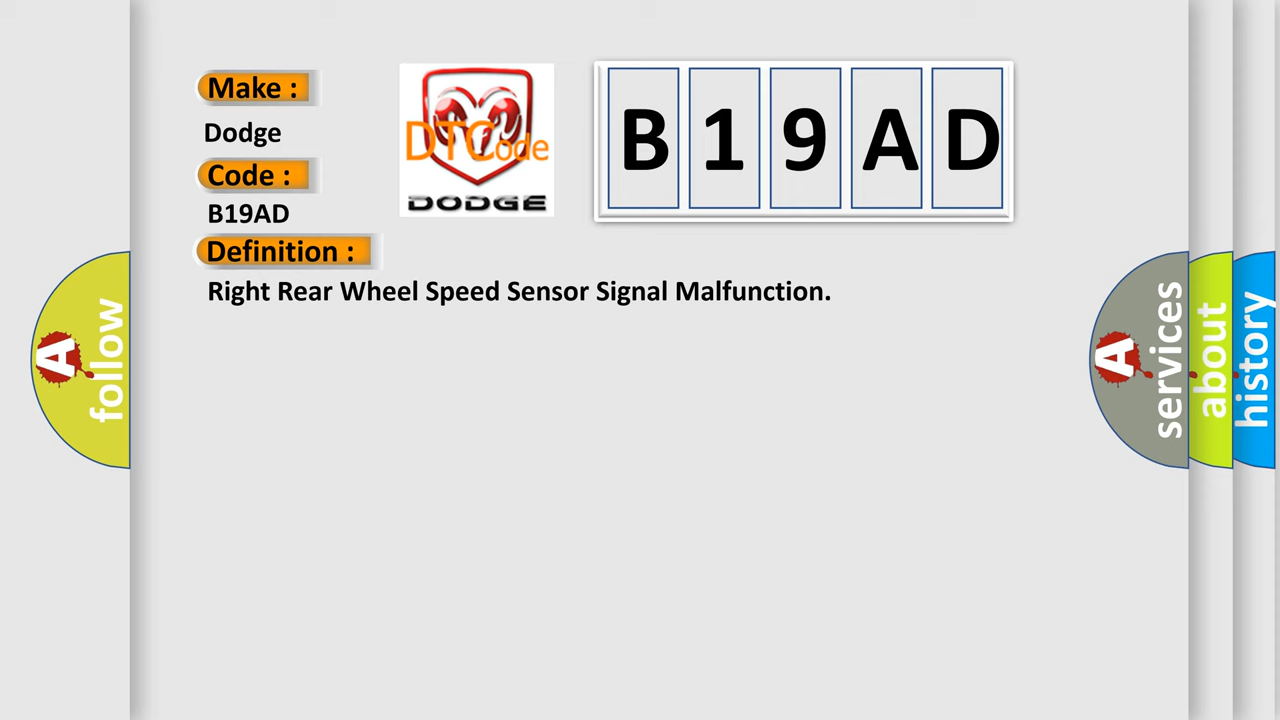 Make :
Dodge
Code :
B19AD
Definition :
Right Rear Wheel Speed Sensor Signal Malfunction.
DTCode
DODGE
B 1 9 A D
A follow
A services
about
history